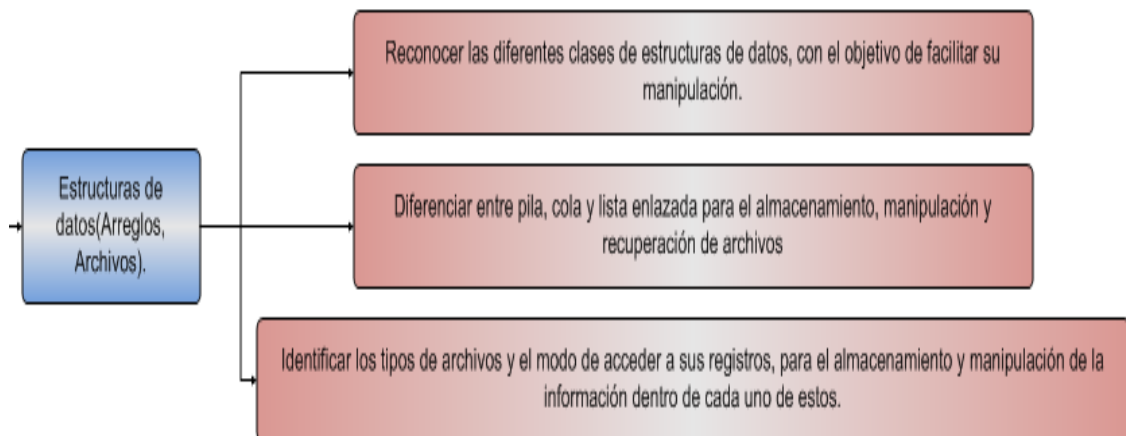 Reconocer las diferentes clases de estructuras de datos, con el objetivo de facilitar su
manipulación.
Estructuras de
datos(Arreglos,
Archivos).
Diferenciar entre pila, cola y lista enlazada para el almacenamiento, manipulación y
recuperación de archivos
Identificar los tipos de archivos y el modo de acceder a sus registros, para el almacenamiento y manipulación de la
información dentro de cada uno de estos.